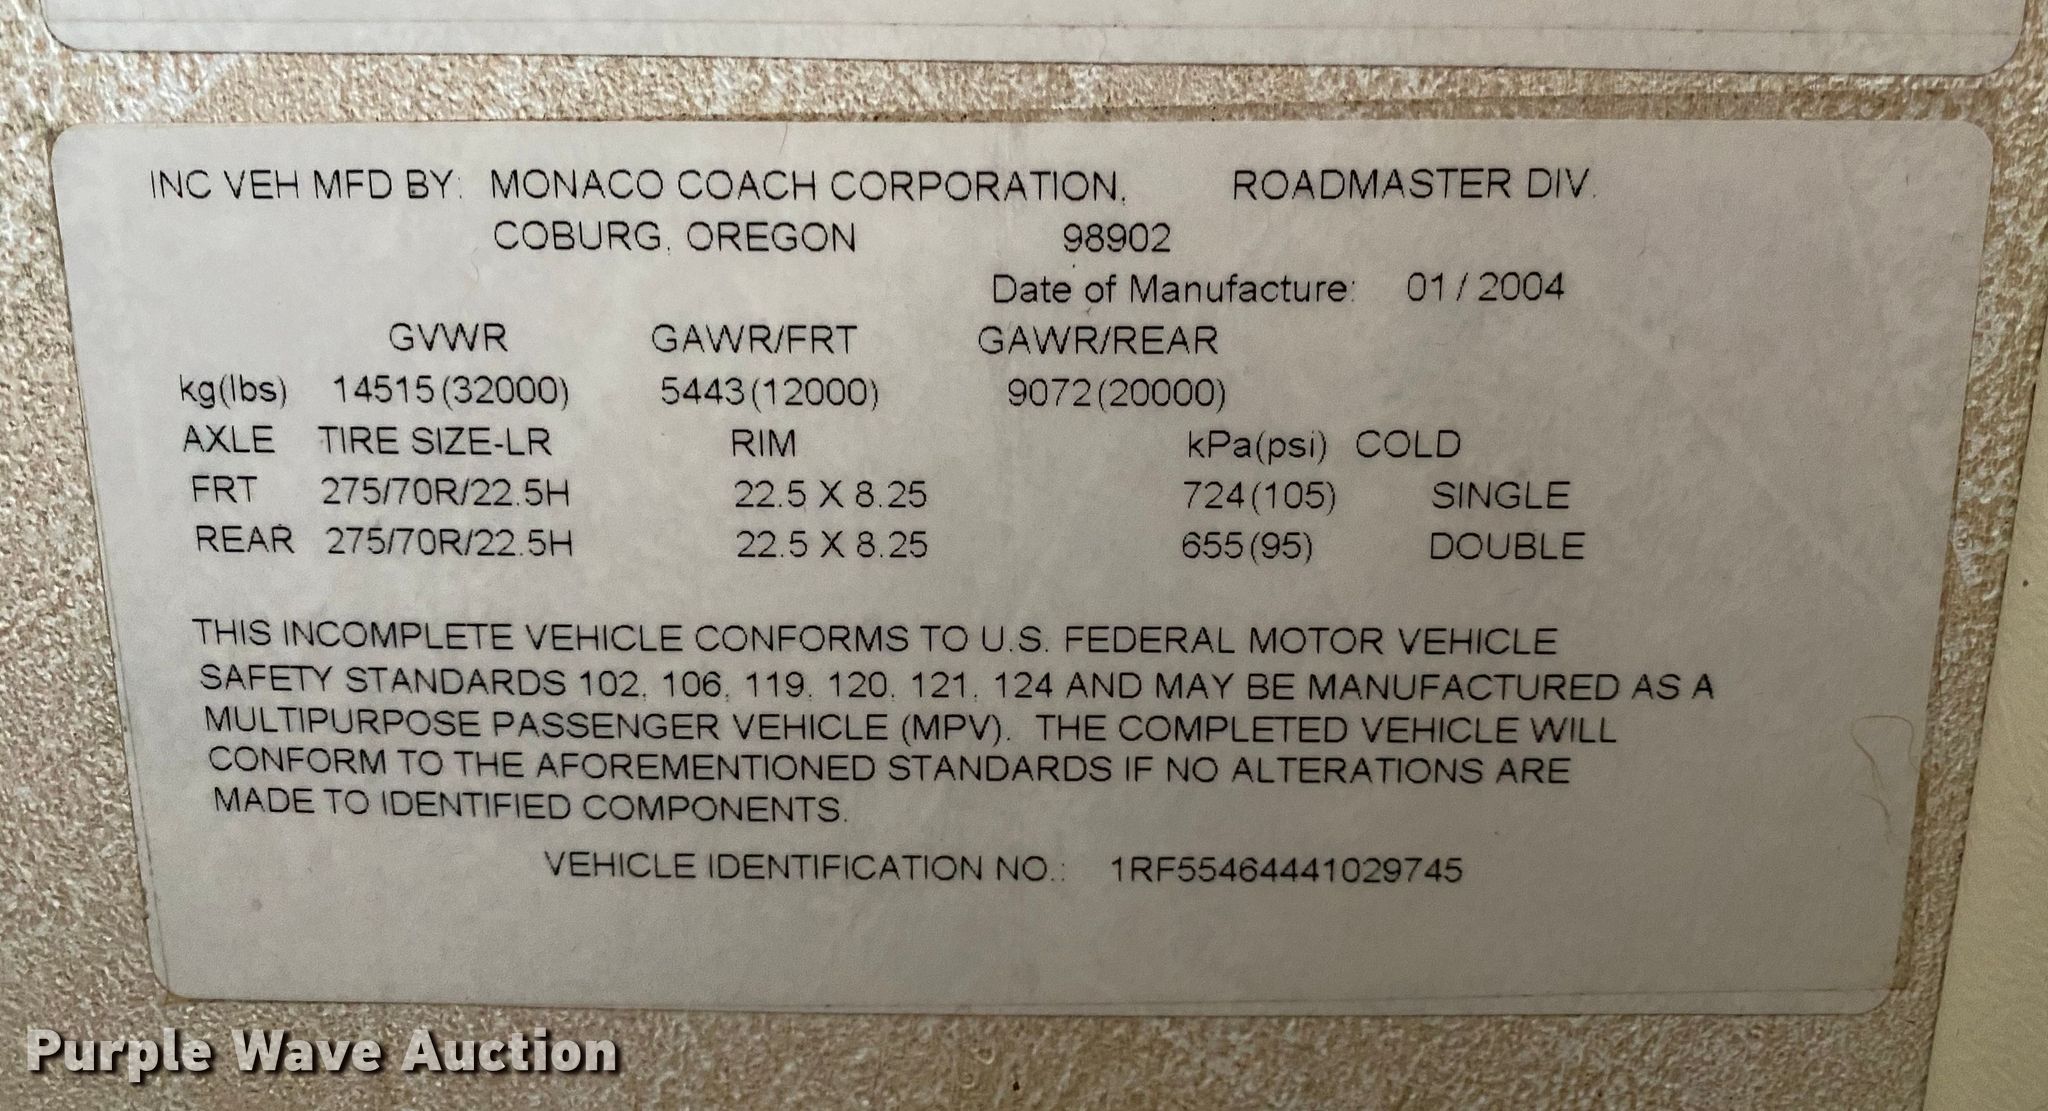 INC VEH MFD BY: MONACO COACH CORPORATION, ROADMASTER DIV.
COBURG, OREGON 98902
Date of Manufacture: 01 / 2004
GVWR GAWR/FRT GAWR/REAR
kg(lbs) 14515(32000) 5443(12000) 9072(20000)
AXLE TIRE SIZE-LR RIM kPa(psi) COLD
FRT 275/70R/22.5H 22.5 X 8.25 724(105) SINGLE
REAR 275/70R/22.5H 22.5 X 8.25 655(95) DOUBLE
THIS INCOMPLETE VEHICLE CONFORMS TO U.S. FEDERAL MOTOR VEHICLE
SAFETY STANDARDS 102, 106, 119, 120, 121, 124 AND MAY BE MANUFACTURED AS A
MULTIPURPOSE PASSENGER VEHICLE (MPV). THE COMPLETED VEHICLE WILL
CONFORM TO THE AFOREMENTIONED STANDARDS IF NO ALTERATIONS ARE
MADE TO IDENTIFIED COMPONENTS.
VEHICLE IDENTIFICATION NO.: 1RF55464441029745
Purple Wave Auction